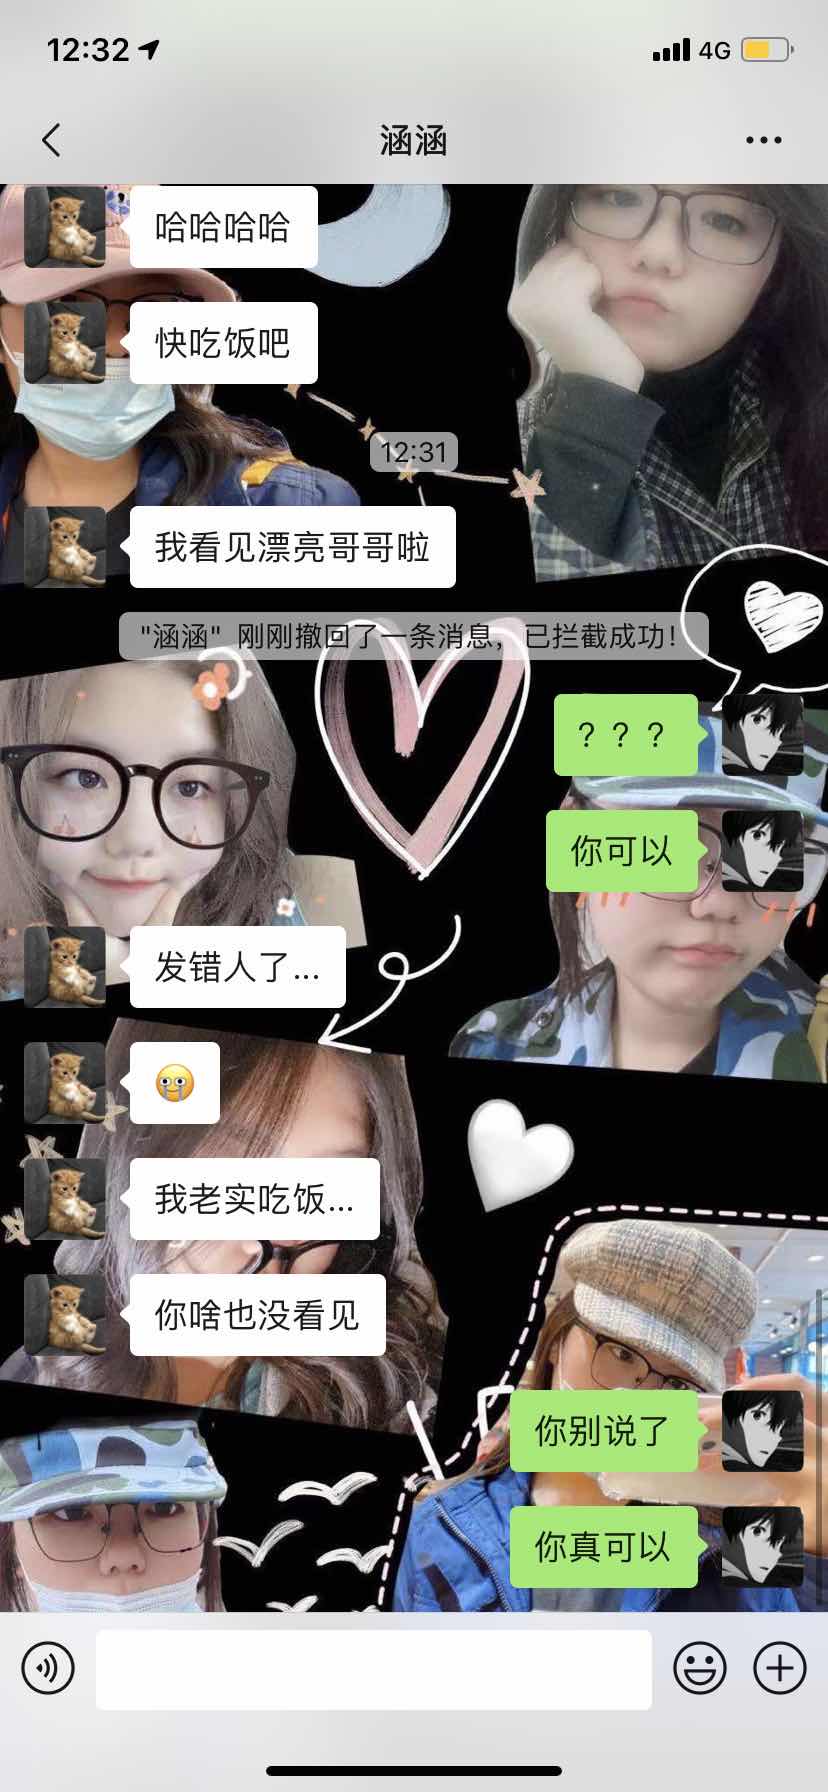 12:32
4G
涵涵
哈哈哈哈
快吃饭吧
12:31
我看见漂亮哥哥啦
"涵涵" 刚刚撤回了一条消息，已拦截成功！
？？？
你可以
发错人了...
我老实吃饭...
你啥也没看见
你别说了
你真可以